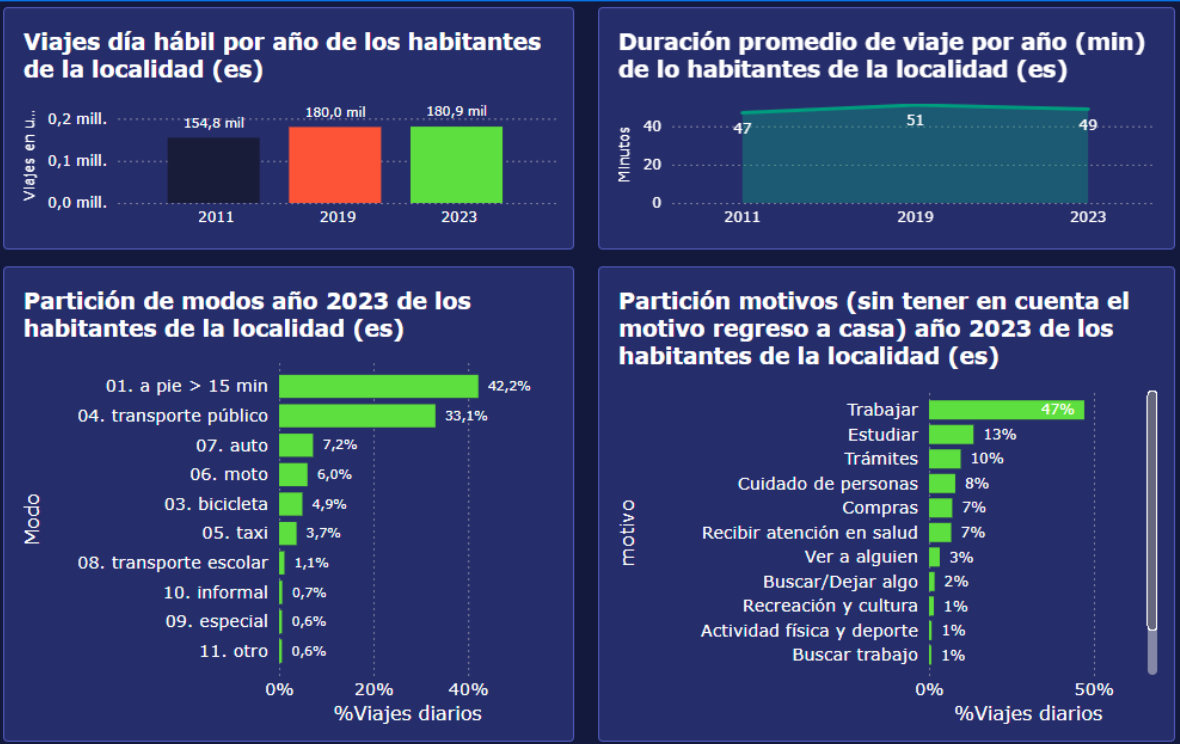 Viajes día hábil por año de los habitantes
de la localidad (es)
Viajes en u...
0,2 mill.
0,1 mill.
0,0 mill.
154,8 mil
180,0 mil
180,9 mil
2011
2019
2023
Duración promedio de viaje por año (min)
de lo habitantes de la localidad (es)
Minutos
40
20
0
47
51
49
2011
2019
2023
Partición de modos año 2023 de los
habitantes de la localidad (es)
Modo
01. a pie > 15 min 42,2%
04. transporte público 33,1%
07. auto 7,2%
06. moto 6,0%
03. bicicleta 4,9%
05. taxi 3,7%
08. transporte escolar 1,1%
10. informal 0,7%
09. especial 0,6%
11. otro 0,6%
0% 20% 40%
%Viajes diarios
Partición motivos (sin tener en cuenta el
motivo regreso a casa) año 2023 de los
habitantes de la localidad (es)
motivo
Trabajar 47%
Estudiar 13%
Trámites 10%
Cuidado de personas 8%
Compras 7%
Recibir atención en salud 7%
Ver a alguien 3%
Buscar/Dejar algo 2%
Recreación y cultura 1%
Actividad física y deporte 1%
Buscar trabajo 1%
0% 50%
%Viajes diarios